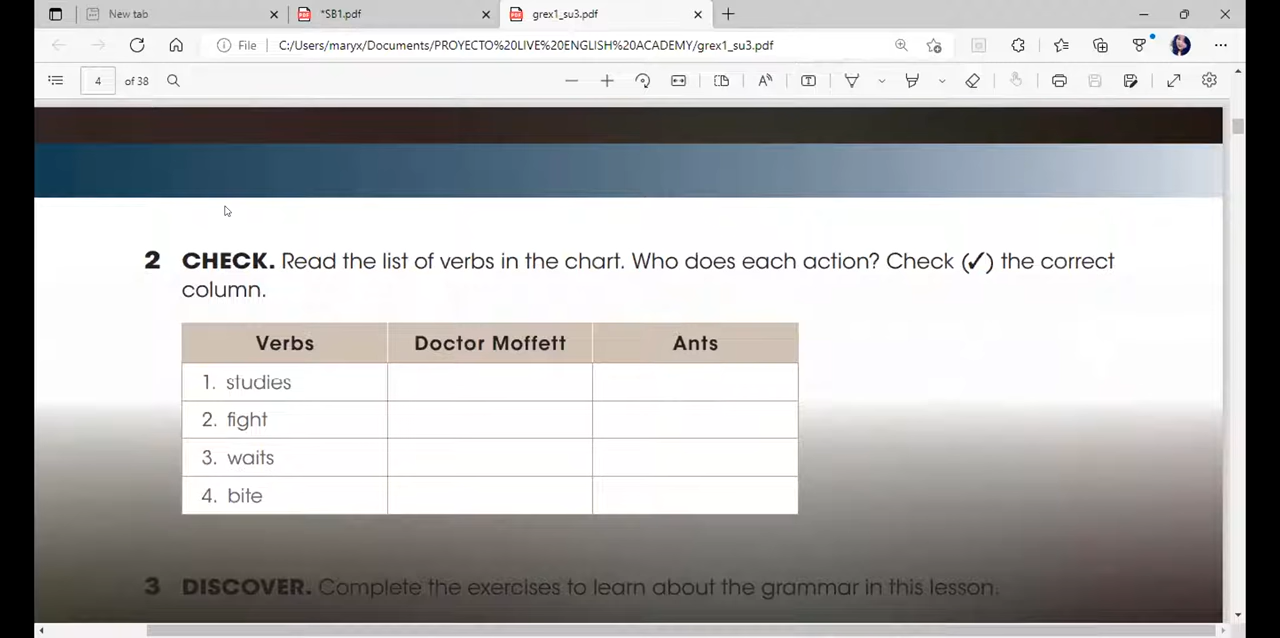 New tab
*SB1.pdf
grex1_su3.pdf
File
C:/Users/maryx/Documents/PROYECTO%20LIVE%20ENGLISH%20ACADEMY/grex1_su3.pdf
4 of 38
2 CHECK. Read the list of verbs in the chart. Who does each action? Check (✓) the correct
column.
Verbs Doctor Moffett Ants
1. studies
2. fight
3. waits
4. bite
3 DISCOVER. Complete the exercises to learn about the grammar in this lesson.